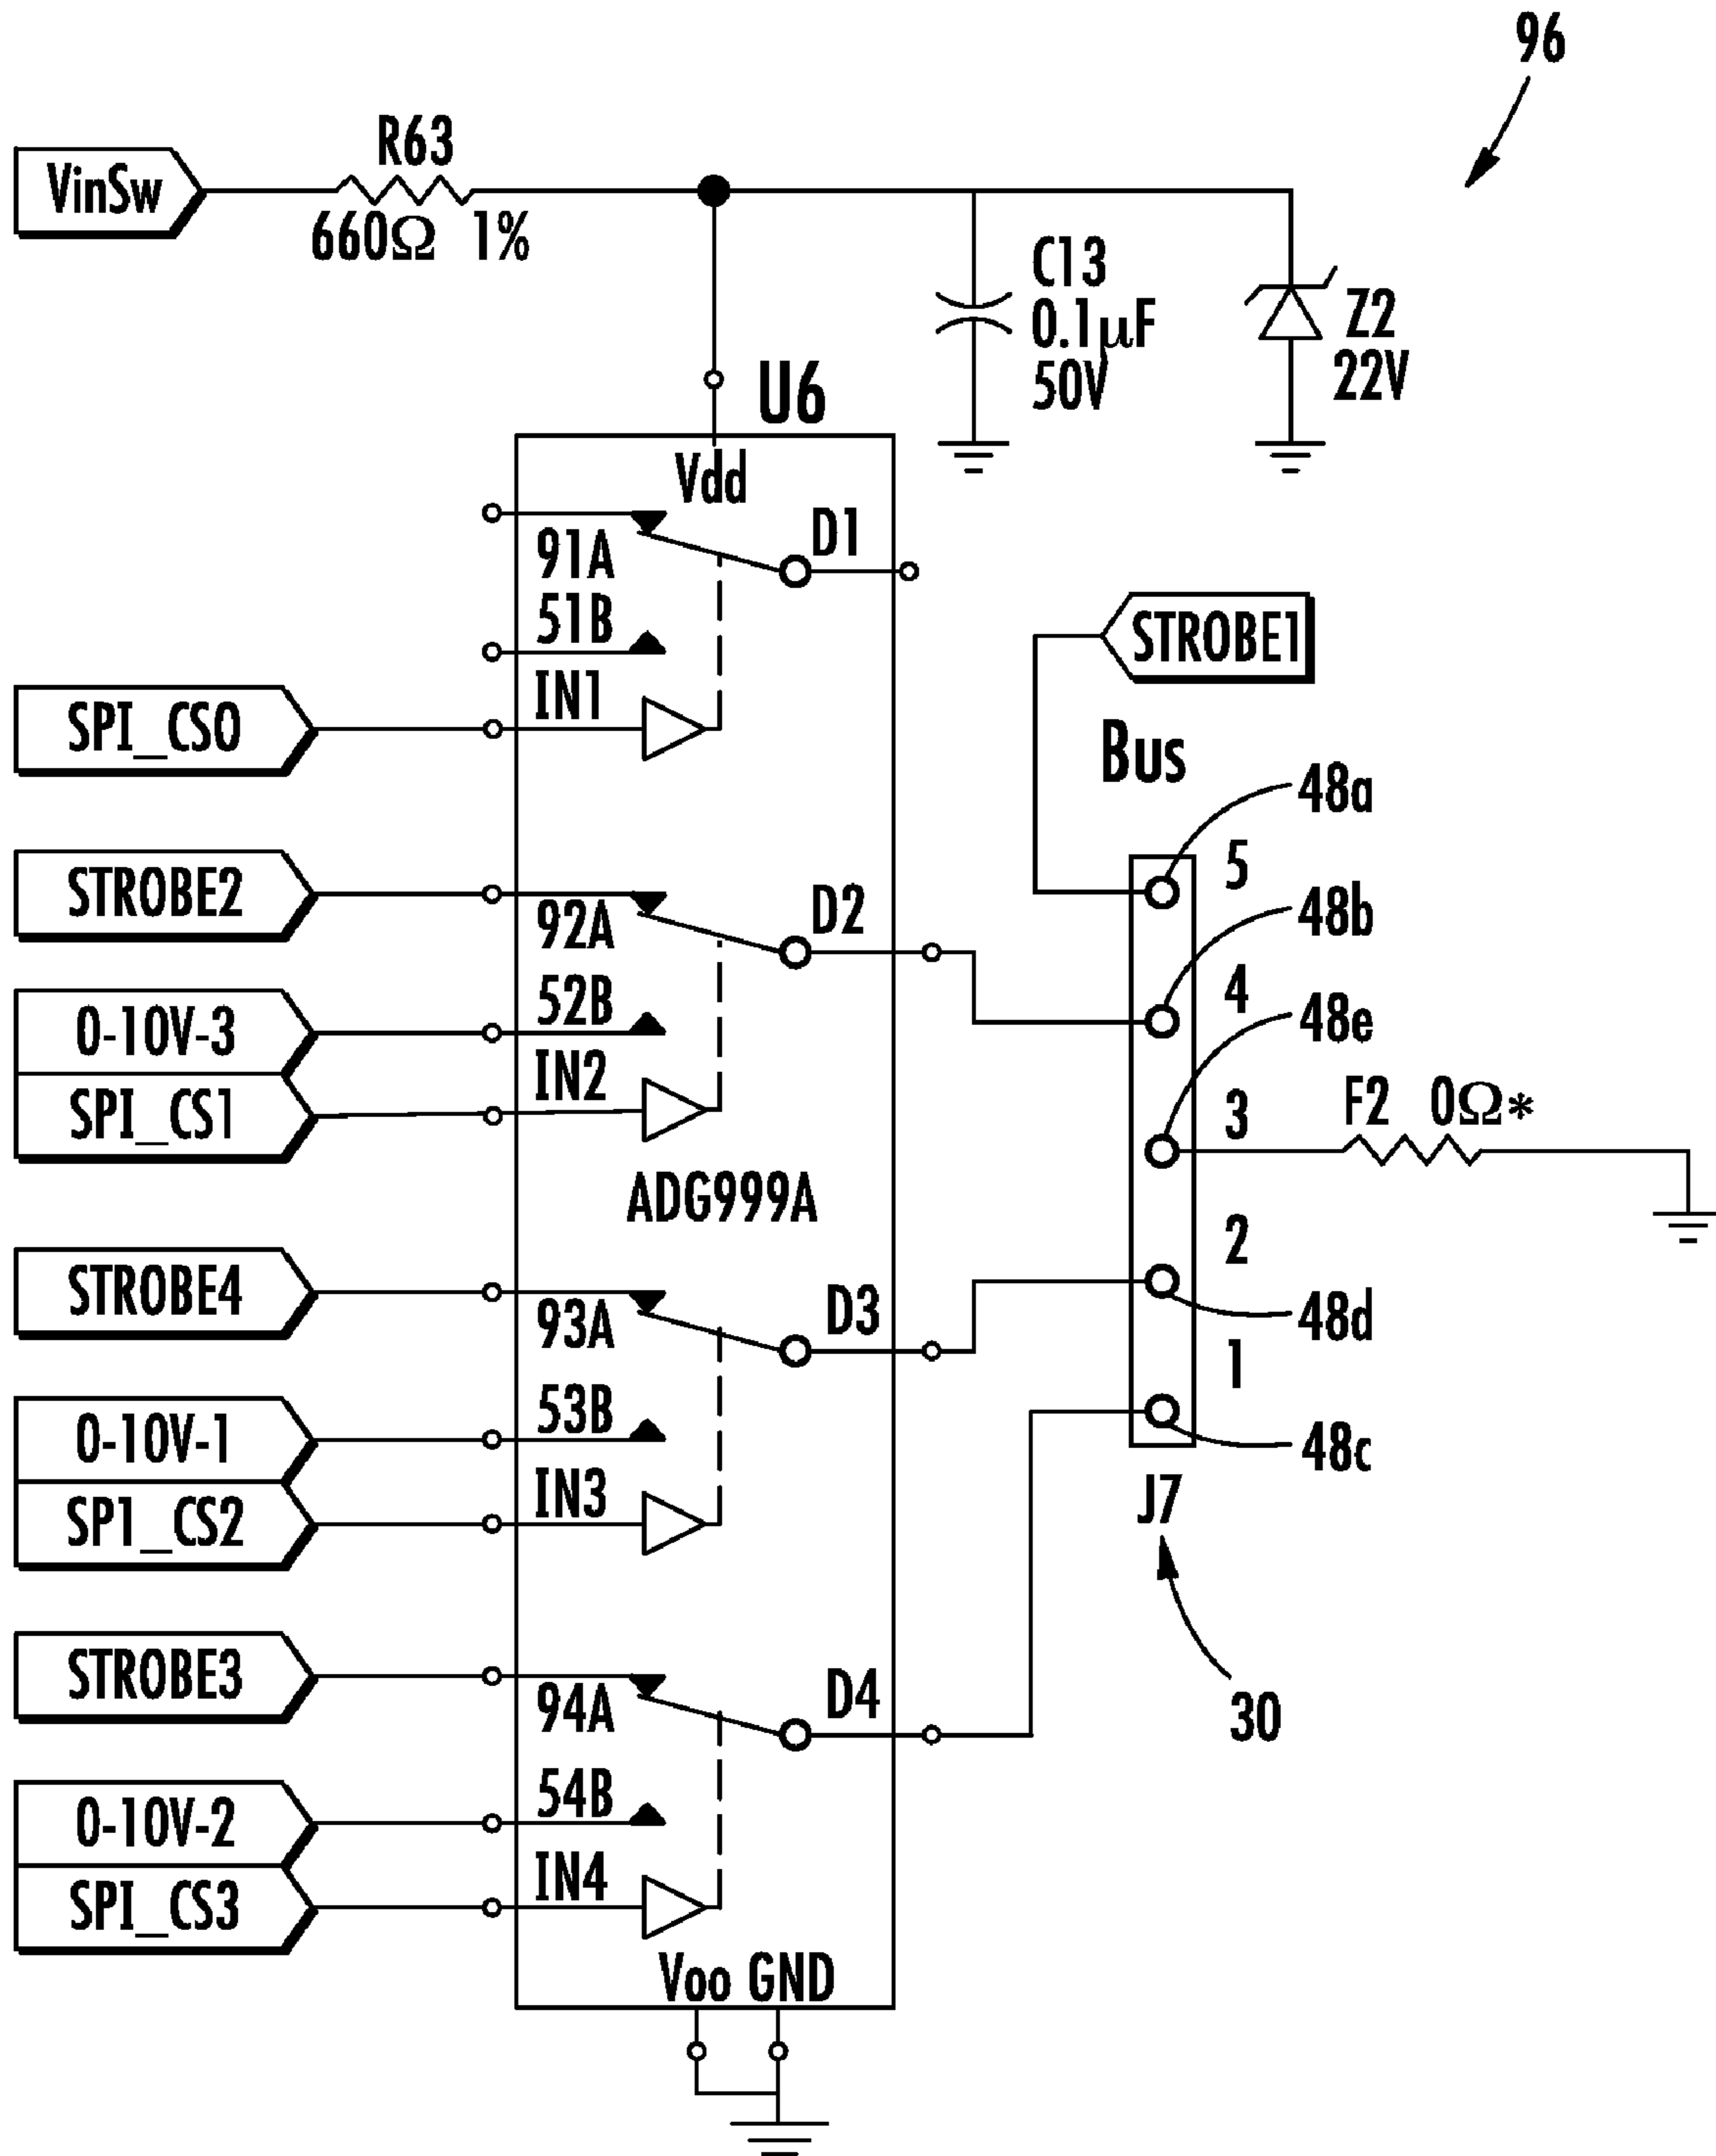 96
VinSw
R63
660Ω 1%
C13
0.1µF
50V
Z2
22V
U6
Vdd
91A
D1
51B
IN1
SPI_CS0
STROBE1
Bus
48a
5
STROBE2
92A
D2
48b
4
0-10V-3
52B
48e
SPI_CS1
IN2
3
F2 0Ω*
ADG999A
2
STROBE4
93A
D3
48d
1
0-10V-1
53B
48c
SP1_CS2
IN3
J7
STROBE3
94A
D4
30
0-10V-2
54B
SPI_CS3
IN4
Voo GND